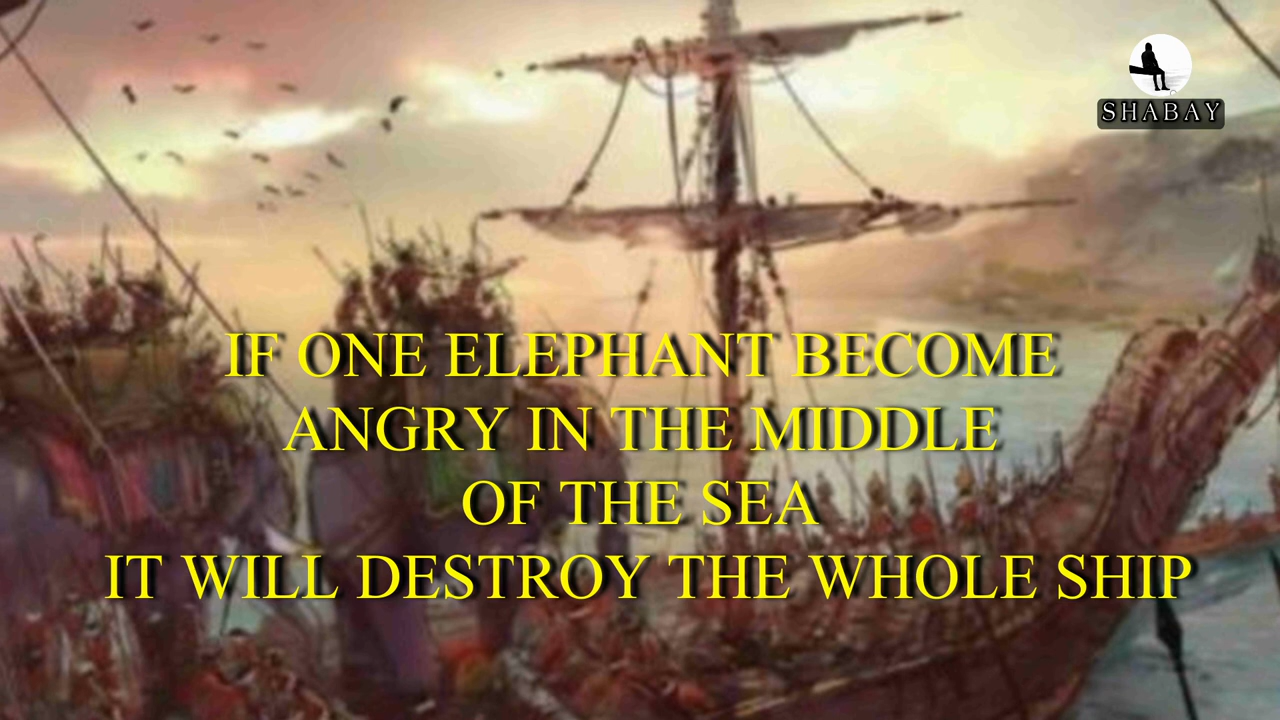 SHABAY
IF ONE ELEPHANT BECOME
ANGRY IN THE MIDDLE
OF THE SEA
IT WILL DESTROY THE WHOLE SHIP